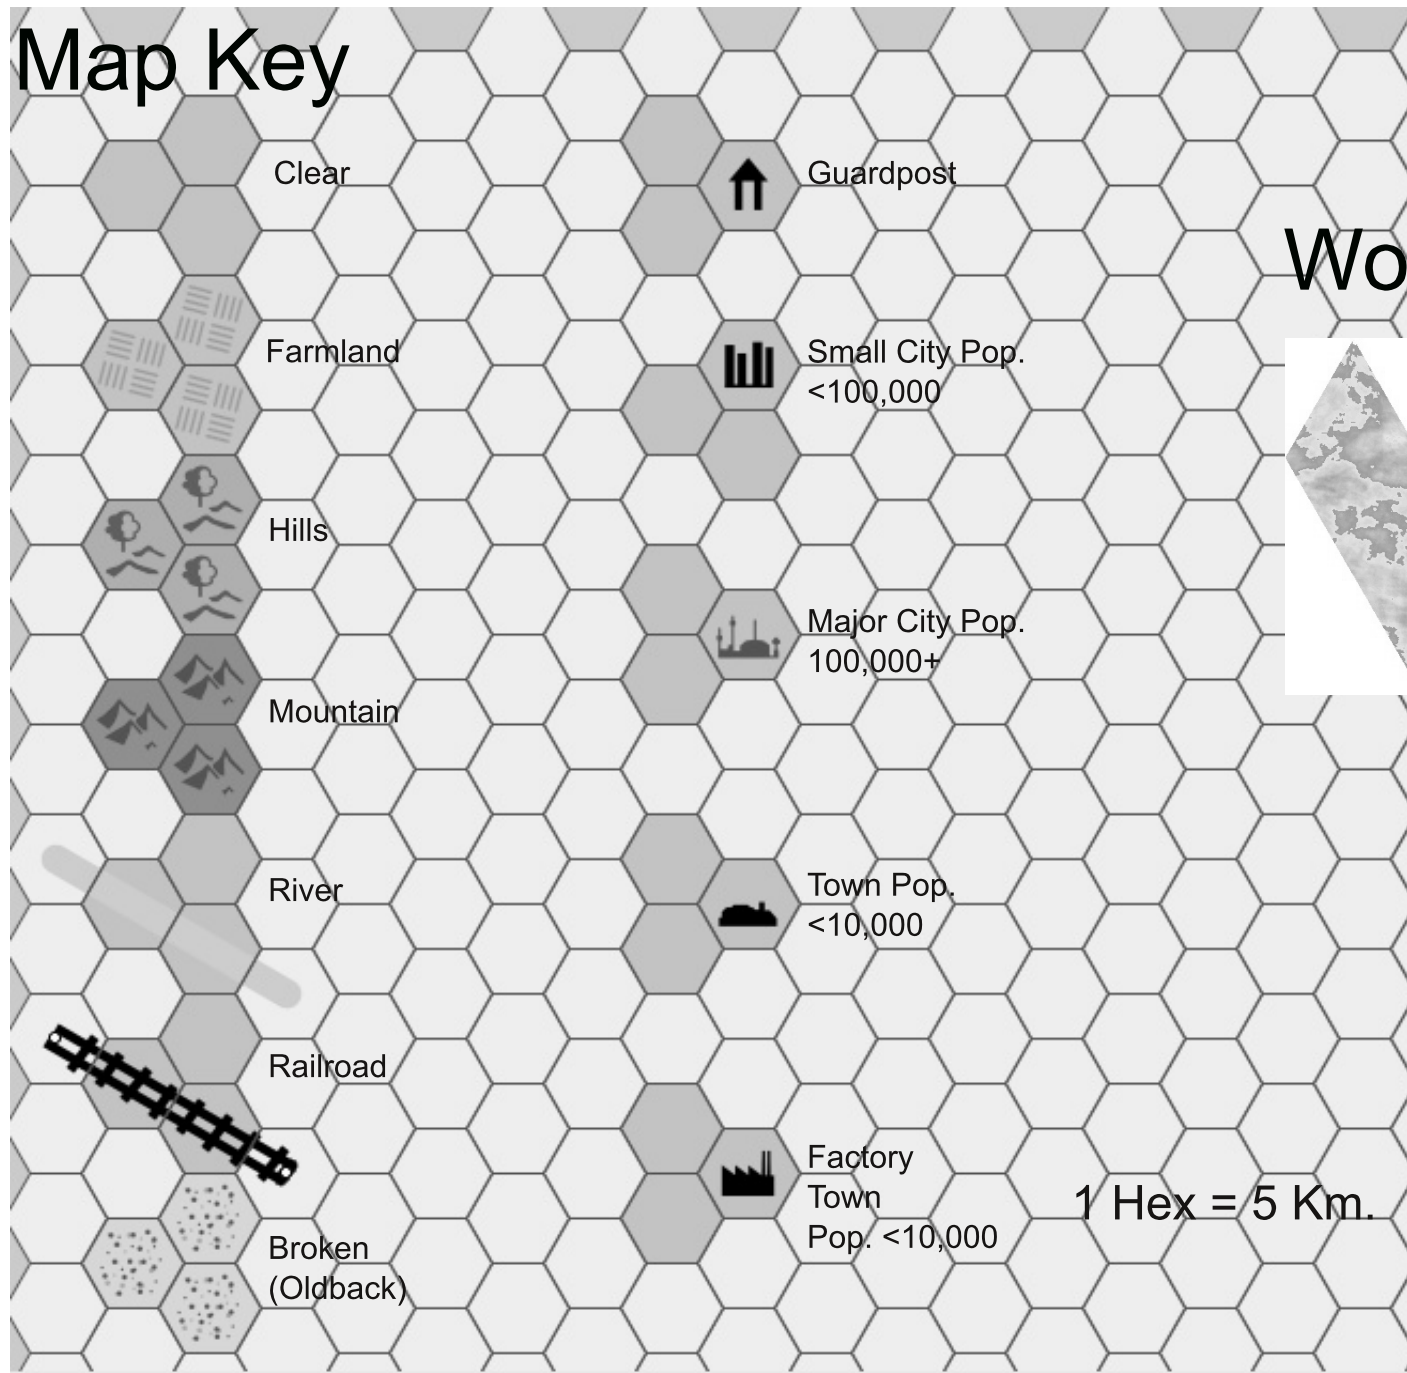 Map Key
Clear
Farmland
Hills
Mountain
River
Railroad
Broken
(Oldback)
Guardpost
Small City Pop.
<100,000
Major City Pop.
100,000+
Town Pop.
<10,000
Factory
Town
Pop. <10,000
1 Hex = 5 Km.
Wo